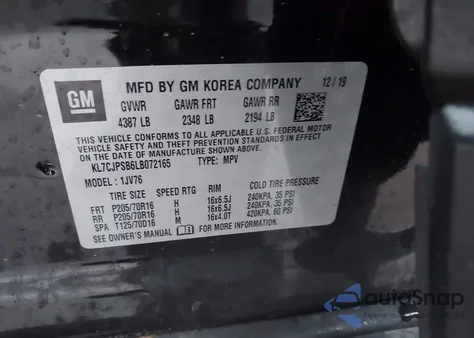 GM
MFD BY GM KOREA COMPANY 12/19
GVWR GAWR FRT GAWR RR
4387 LB 2348 LB 2194 LB
THIS VEHICLE CONFORMS TO ALL APPLICABLE U.S. FEDERAL MOTOR
VEHICLE SAFETY, BUMPER, AND THEFT PREVENTION STANDARDS IN EFFECT
ON THE DATE OF MANUFACTURE SHOWN ABOVE.
KL7CJPSB6LB072165 TYPE: MPV
MODEL: 1JV76
TIRE SIZE SPEED RTG RIM COLD TIRE PRESSURE
FRT P205/70R16 H 16x6.5J 240KPA, 35 PSI
RR P205/70R16 H 16x6.5J 240KPA, 35 PSI
SPA T125/70D16 M 16x4.0T 420KPA, 60 PSI
SEE OWNER'S MANUAL FOR MORE INFORMATION
autoSnap